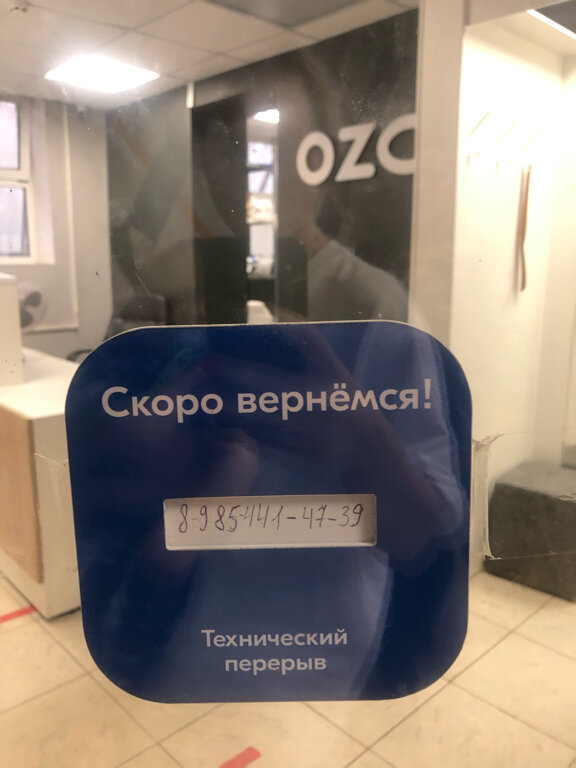 OZO
Скоро вернёмся!
8-985-441-47-39
Технический
перерыв